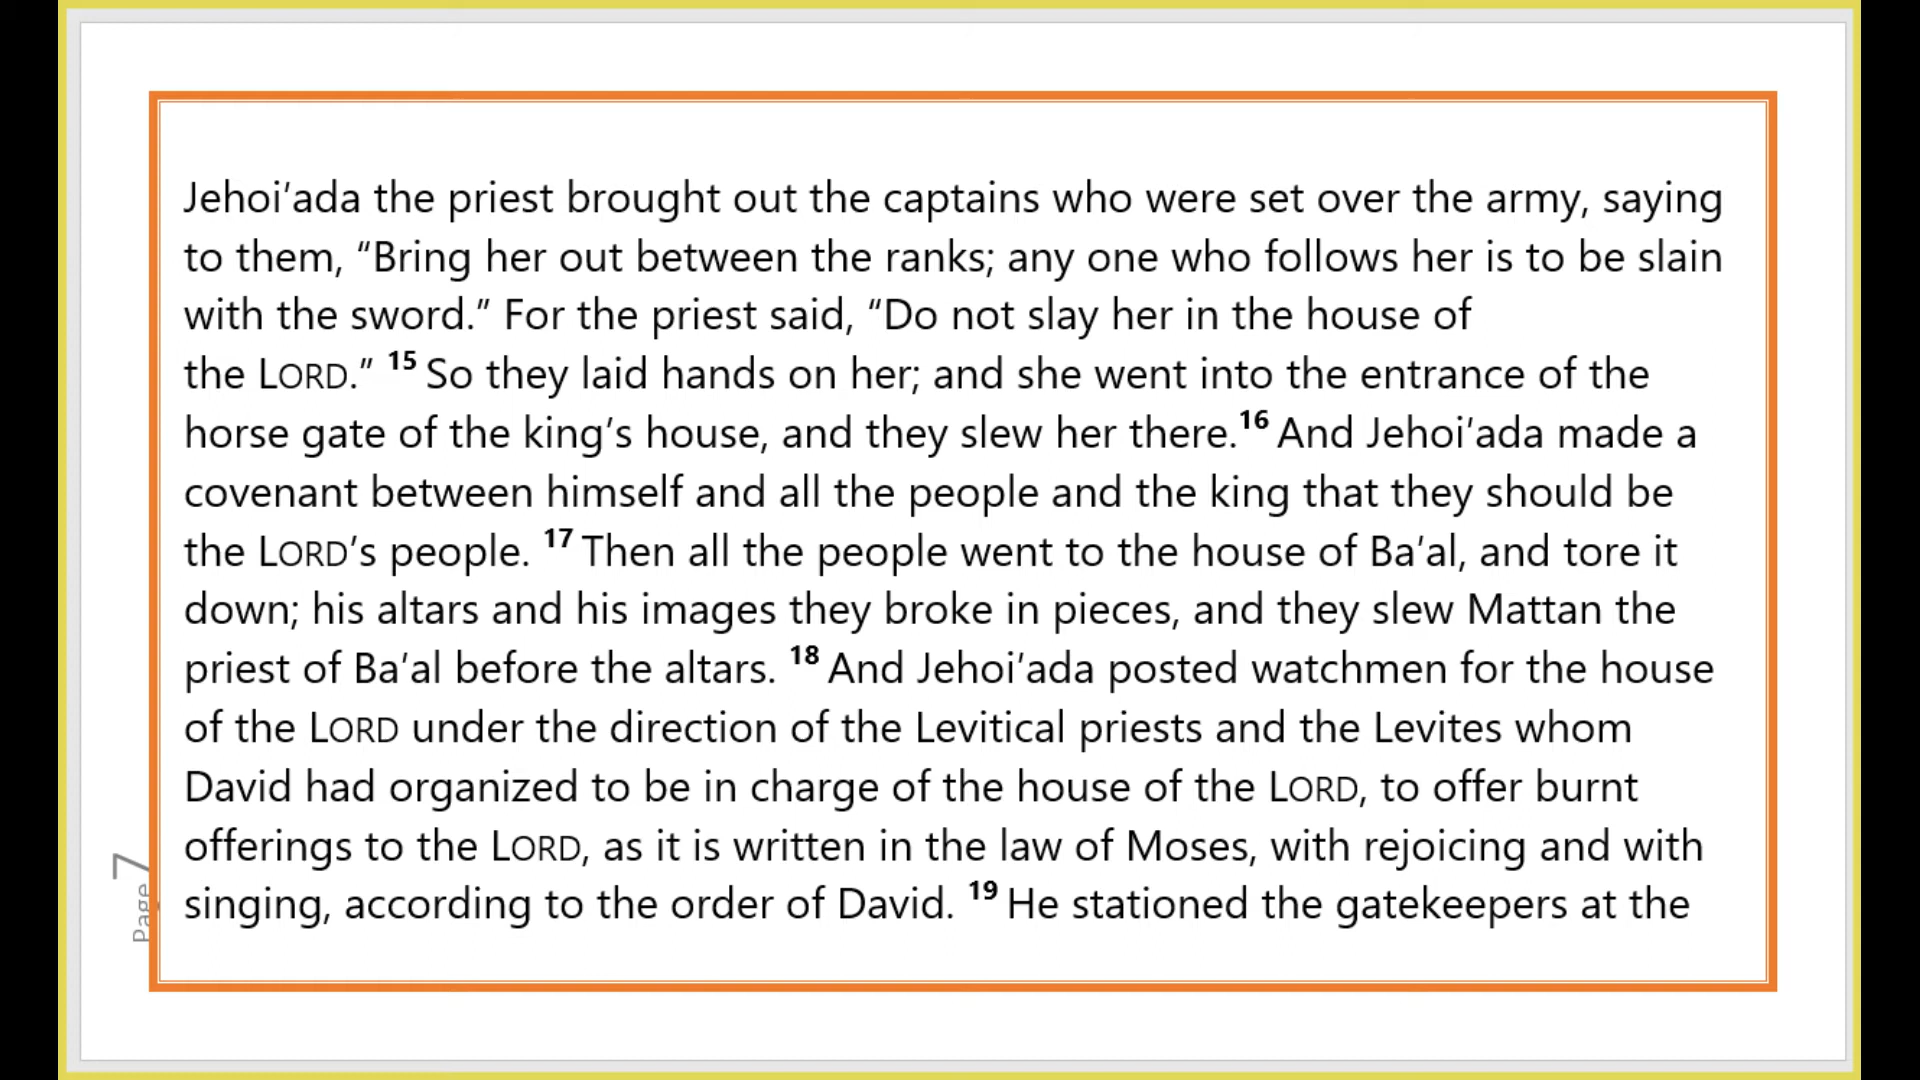 Jehoi′ada the priest brought out the captains who were set over the army, saying
to them, “Bring her out between the ranks; any one who follows her is to be slain
with the sword.” For the priest said, “Do not slay her in the house of
the LORD.” 15 So they laid hands on her; and she went into the entrance of the
horse gate of the king’s house, and they slew her there.16 And Jehoi′ada made a
covenant between himself and all the people and the king that they should be
the LORD’s people. 17 Then all the people went to the house of Ba′al, and tore it
down; his altars and his images they broke in pieces, and they slew Mattan the
priest of Ba′al before the altars. 18 And Jehoi′ada posted watchmen for the house
of the LORD under the direction of the Levitical priests and the Levites whom
David had organized to be in charge of the house of the LORD, to offer burnt
offerings to the LORD, as it is written in the law of Moses, with rejoicing and with
singing, according to the order of David. 19 He stationed the gatekeepers at the
Page 7